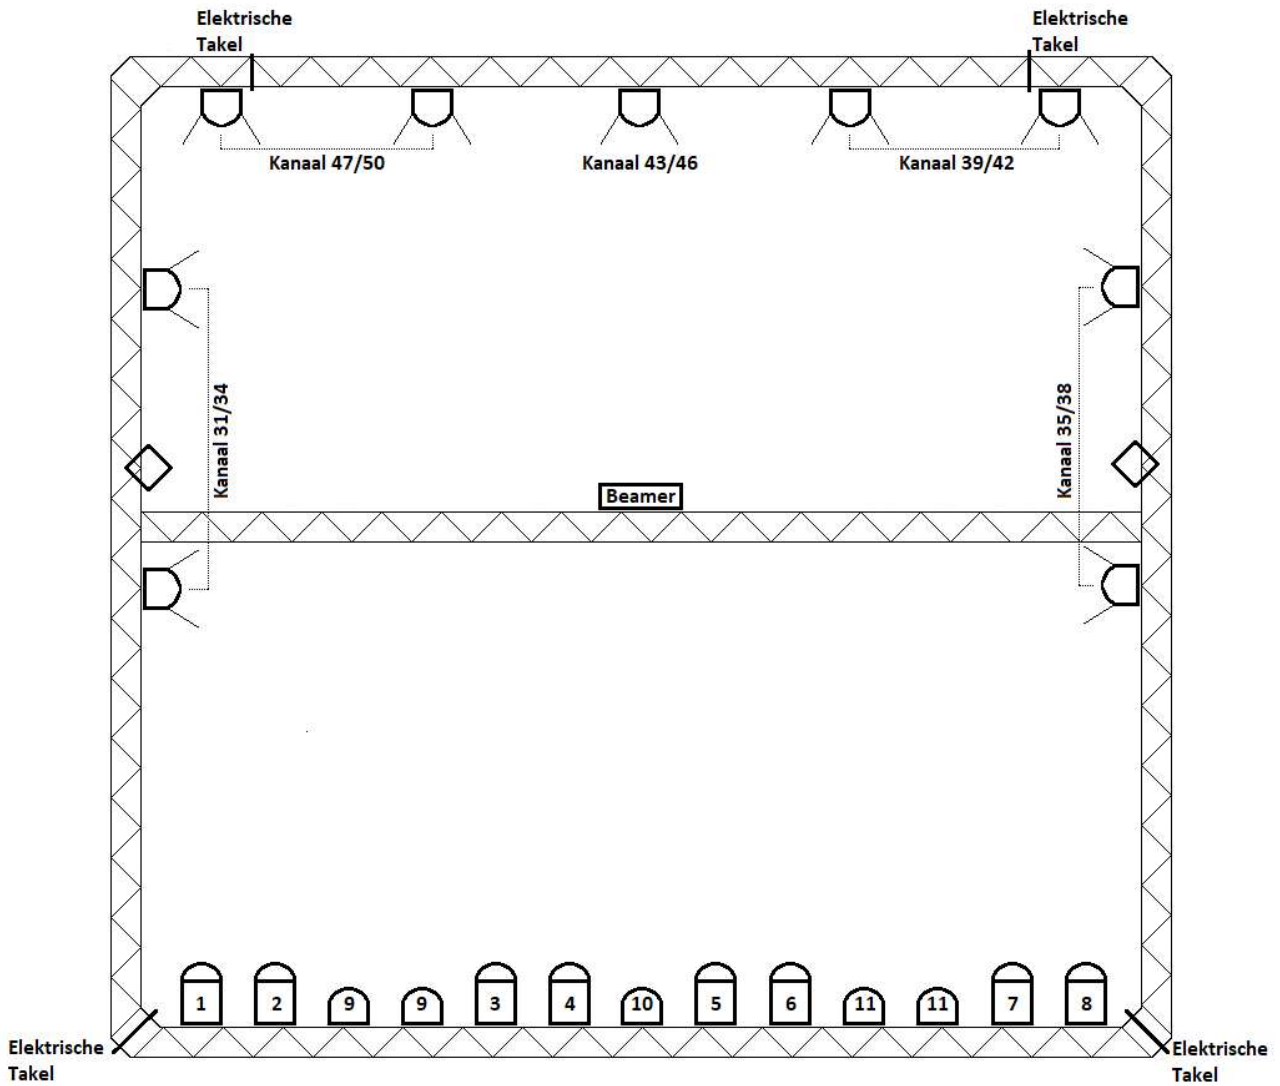 Elektrische
Takel
Elektrische
Takel
Kanaal 47/50
Kanaal 43/46
Kanaal 39/42
Kanaal 31/34
Kanaal 35/38
Beamer
1
2
9
9
3
4
10
5
6
11
11
7
8
Elektrische
Takel
Elektrische
Takel